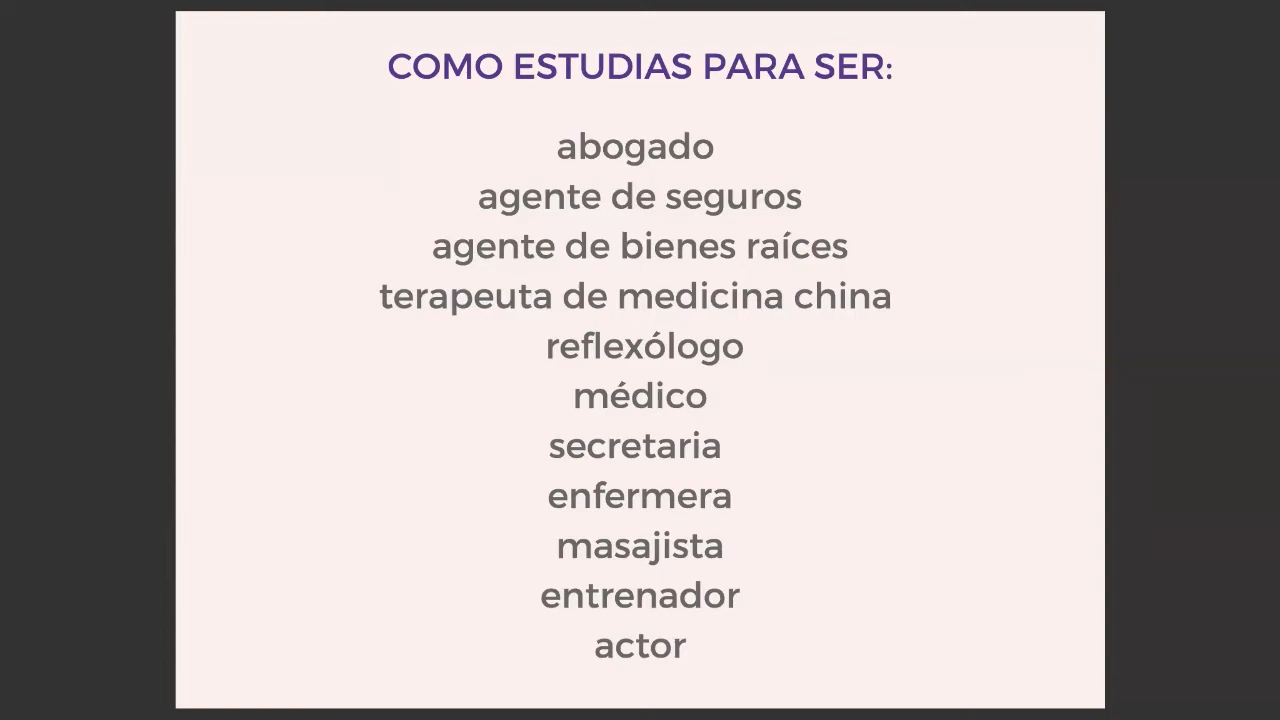 COMO ESTUDIAS PARA SER:
abogado
agente de seguros
agente de bienes raíces
terapeuta de medicina china
reflexólogo
médico
secretaria
enfermera
masajista
entrenador
actor